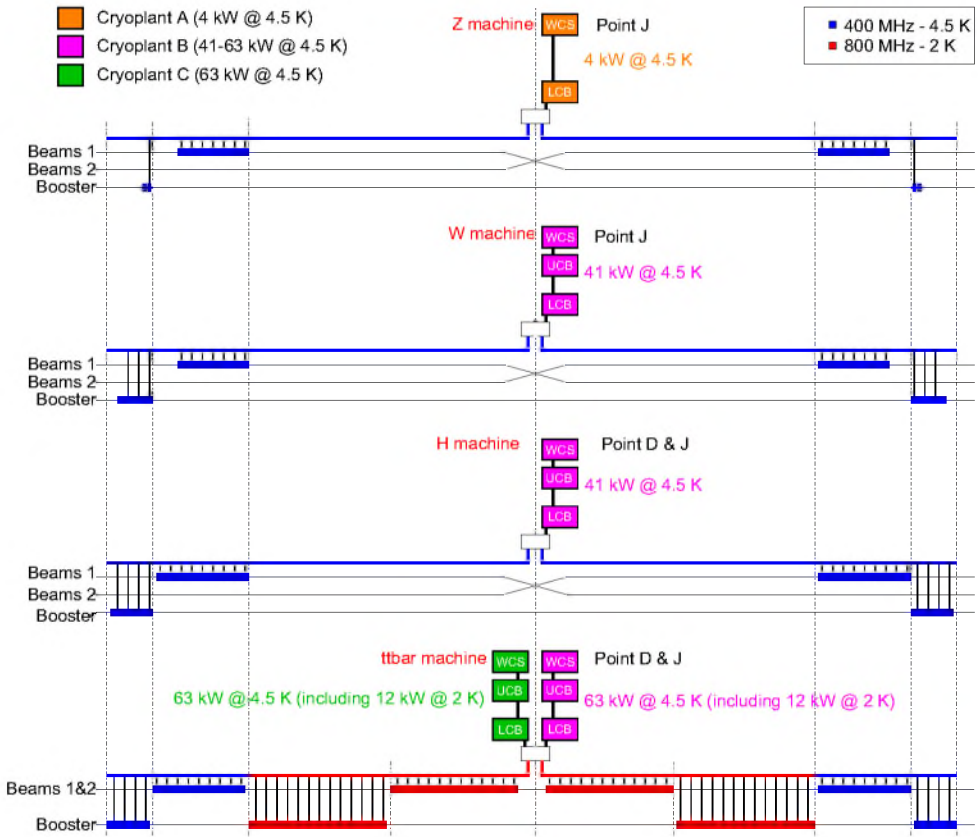 Cryoplant A (4 kW @ 4.5 K)
Cryoplant B (41-63 kW @ 4.5 K)
Cryoplant C (63 kW @ 4.5 K)
400 MHz - 4.5 K
800 MHz - 2 K
Z machine
WCS
Point J
4 kW @ 4.5 K
LCB
Beams 1
Beams 2
Booster
W machine
WCS
Point J
UCB
41 kW @ 4.5 K
LCB
Beams 1
Beams 2
Booster
H machine
WCS
Point D & J
UCB
41 kW @ 4.5 K
LCB
Beams 1
Beams 2
Booster
ttbar machine
WCS
WCS
Point D & J
63 kW @ 4.5 K (including 12 kW @ 2 K)
UCB
UCB
63 kW @ 4.5 K (including 12 kW @ 2 K)
LCB
LCB
Beams 1&2
Booster